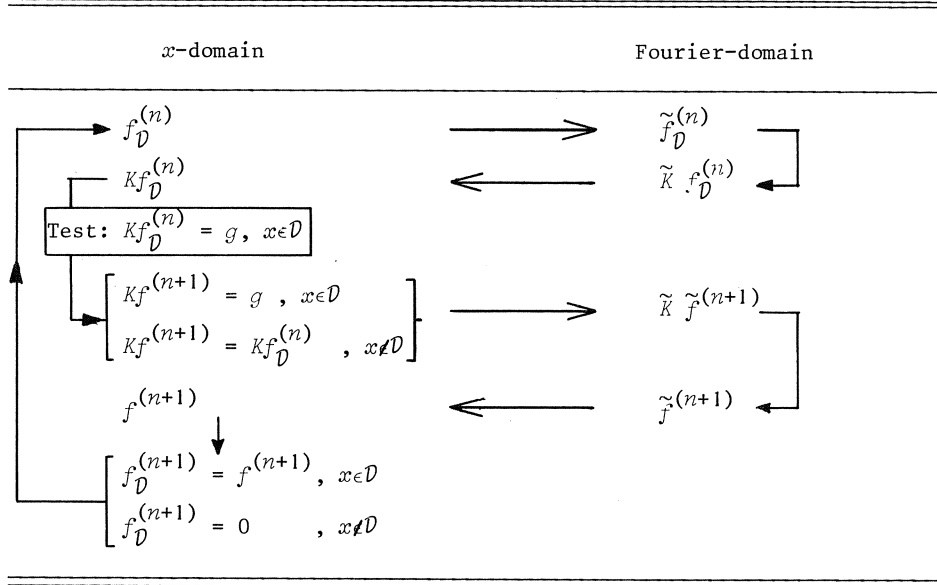 x-domain Fourier-domain
f_𝒟^(n) f̃_𝒟^(n)
Kf_𝒟^(n) K̃ f_𝒟^(n)
Test: Kf_𝒟^(n) = g, x∈𝒟
Kf^(n+1) = g , x∈𝒟 K̃ f̃^(n+1)
Kf^(n+1) = Kf_𝒟^(n) , x∉𝒟
f^(n+1) f̃^(n+1)
f_𝒟^(n+1) = f^(n+1), x∈𝒟
f_𝒟^(n+1) = 0 , x∉𝒟